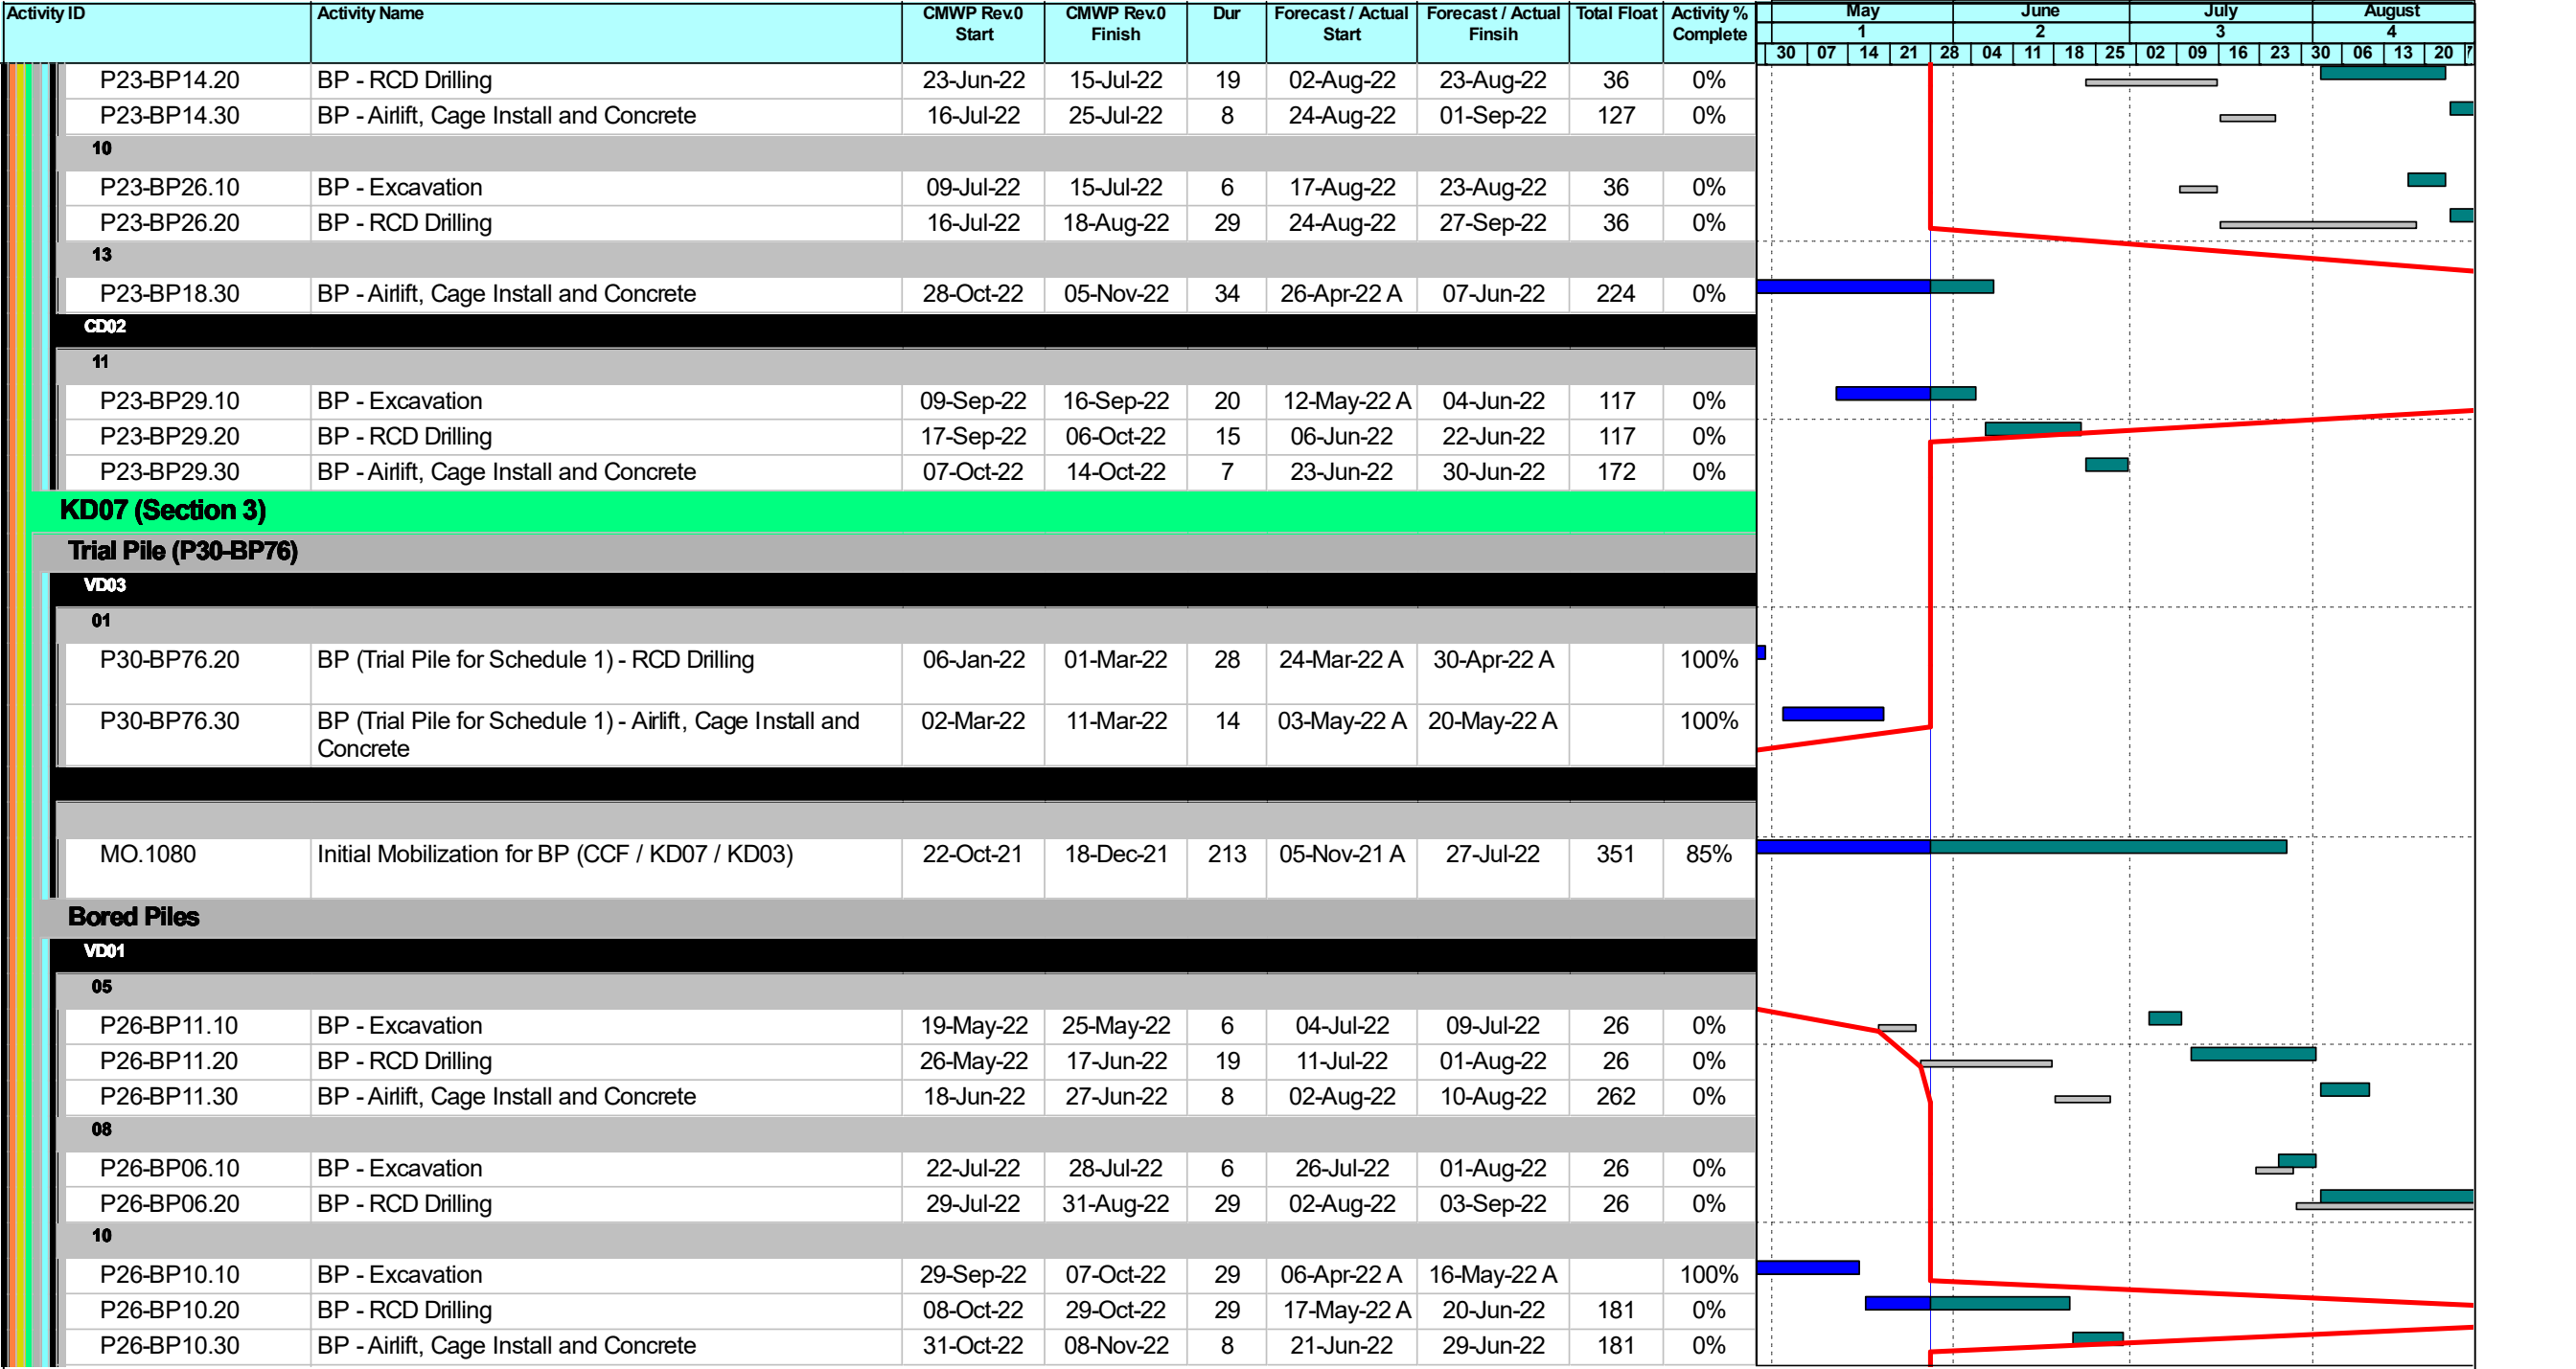 Activity ID Activity Name CMWP Rev.0 Start CMWP Rev.0 Finish Dur Forecast / Actual Start Forecast / Actual Finsih Total Float Activity % Complete
May June July August
1 2 3 4
30 07 14 21 28 04 11 18 25 02 09 16 23 30 06 13 20
P23-BP14.20 BP - RCD Drilling 23-Jun-22 15-Jul-22 19 02-Aug-22 23-Aug-22 36 0%
P23-BP14.30 BP - Airlift, Cage Install and Concrete 16-Jul-22 25-Jul-22 8 24-Aug-22 01-Sep-22 127 0%
10
P23-BP26.10 BP - Excavation 09-Jul-22 15-Jul-22 6 17-Aug-22 23-Aug-22 36 0%
P23-BP26.20 BP - RCD Drilling 16-Jul-22 18-Aug-22 29 24-Aug-22 27-Sep-22 36 0%
13
P23-BP18.30 BP - Airlift, Cage Install and Concrete 28-Oct-22 05-Nov-22 34 26-Apr-22 A 07-Jun-22 224 0%
CD02
11
P23-BP29.10 BP - Excavation 09-Sep-22 16-Sep-22 20 12-May-22 A 04-Jun-22 117 0%
P23-BP29.20 BP - RCD Drilling 17-Sep-22 06-Oct-22 15 06-Jun-22 22-Jun-22 117 0%
P23-BP29.30 BP - Airlift, Cage Install and Concrete 07-Oct-22 14-Oct-22 7 23-Jun-22 30-Jun-22 172 0%
KD07 (Section 3)
Trial Pile (P30-BP76)
VD03
01
P30-BP76.20 BP (Trial Pile for Schedule 1) - RCD Drilling 06-Jan-22 01-Mar-22 28 24-Mar-22 A 30-Apr-22 A 100%
P30-BP76.30 BP (Trial Pile for Schedule 1) - Airlift, Cage Install and 02-Mar-22 11-Mar-22 14 03-May-22 A 20-May-22 A 100%
Concrete
MO.1080 Initial Mobilization for BP (CCF / KD07 / KD03) 22-Oct-21 18-Dec-21 213 05-Nov-21 A 27-Jul-22 351 85%
Bored Piles
VD01
05
P26-BP11.10 BP - Excavation 19-May-22 25-May-22 6 04-Jul-22 09-Jul-22 26 0%
P26-BP11.20 BP - RCD Drilling 26-May-22 17-Jun-22 19 11-Jul-22 01-Aug-22 26 0%
P26-BP11.30 BP - Airlift, Cage Install and Concrete 18-Jun-22 27-Jun-22 8 02-Aug-22 10-Aug-22 262 0%
08
P26-BP06.10 BP - Excavation 22-Jul-22 28-Jul-22 6 26-Jul-22 01-Aug-22 26 0%
P26-BP06.20 BP - RCD Drilling 29-Jul-22 31-Aug-22 29 02-Aug-22 03-Sep-22 26 0%
10
P26-BP10.10 BP - Excavation 29-Sep-22 07-Oct-22 29 06-Apr-22 A 16-May-22 A 100%
P26-BP10.20 BP - RCD Drilling 08-Oct-22 29-Oct-22 29 17-May-22 A 20-Jun-22 181 0%
P26-BP10.30 BP - Airlift, Cage Install and Concrete 31-Oct-22 08-Nov-22 8 21-Jun-22 29-Jun-22 181 0%